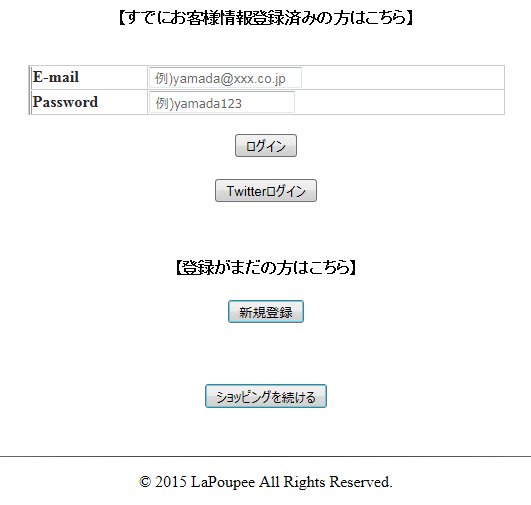 【すでにお客様情報登録済みの方はこちら】
E-mail 例)yamada@xxx.co.jp
Password 例)yamada123
ログイン
Twitterログイン
【登録がまだの方はこちら】
新規登録
ショッピングを続ける
© 2015 LaPoupee All Rights Reserved.